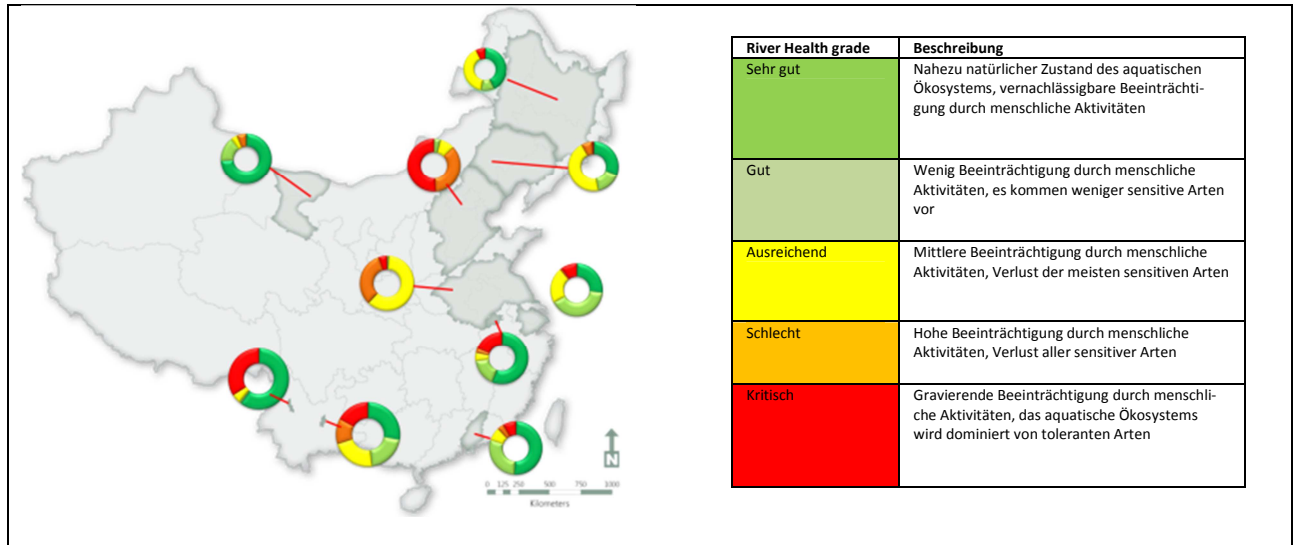 River Health grade Beschreibung
Sehr gut Nahezu natürlicher Zustand des aquatischen
Ökosystems, vernachlässigbare Beeinträchti-
gung durch menschliche Aktivitäten
Gut Wenig Beeinträchtigung durch menschliche
Aktivitäten, es kommen weniger sensitive Arten
vor
Ausreichend Mittlere Beeinträchtigung durch menschliche
Aktivitäten, Verlust der meisten sensitiven Arten
Schlecht Hohe Beeinträchtigung durch menschliche
Aktivitäten, Verlust aller sensitiver Arten
Kritisch Gravierende Beeinträchtigung durch menschli-
che Aktivitäten, das aquatische Ökosystems
wird dominiert von toleranten Arten
N
0 125 250 500 750 1000
Kilometers